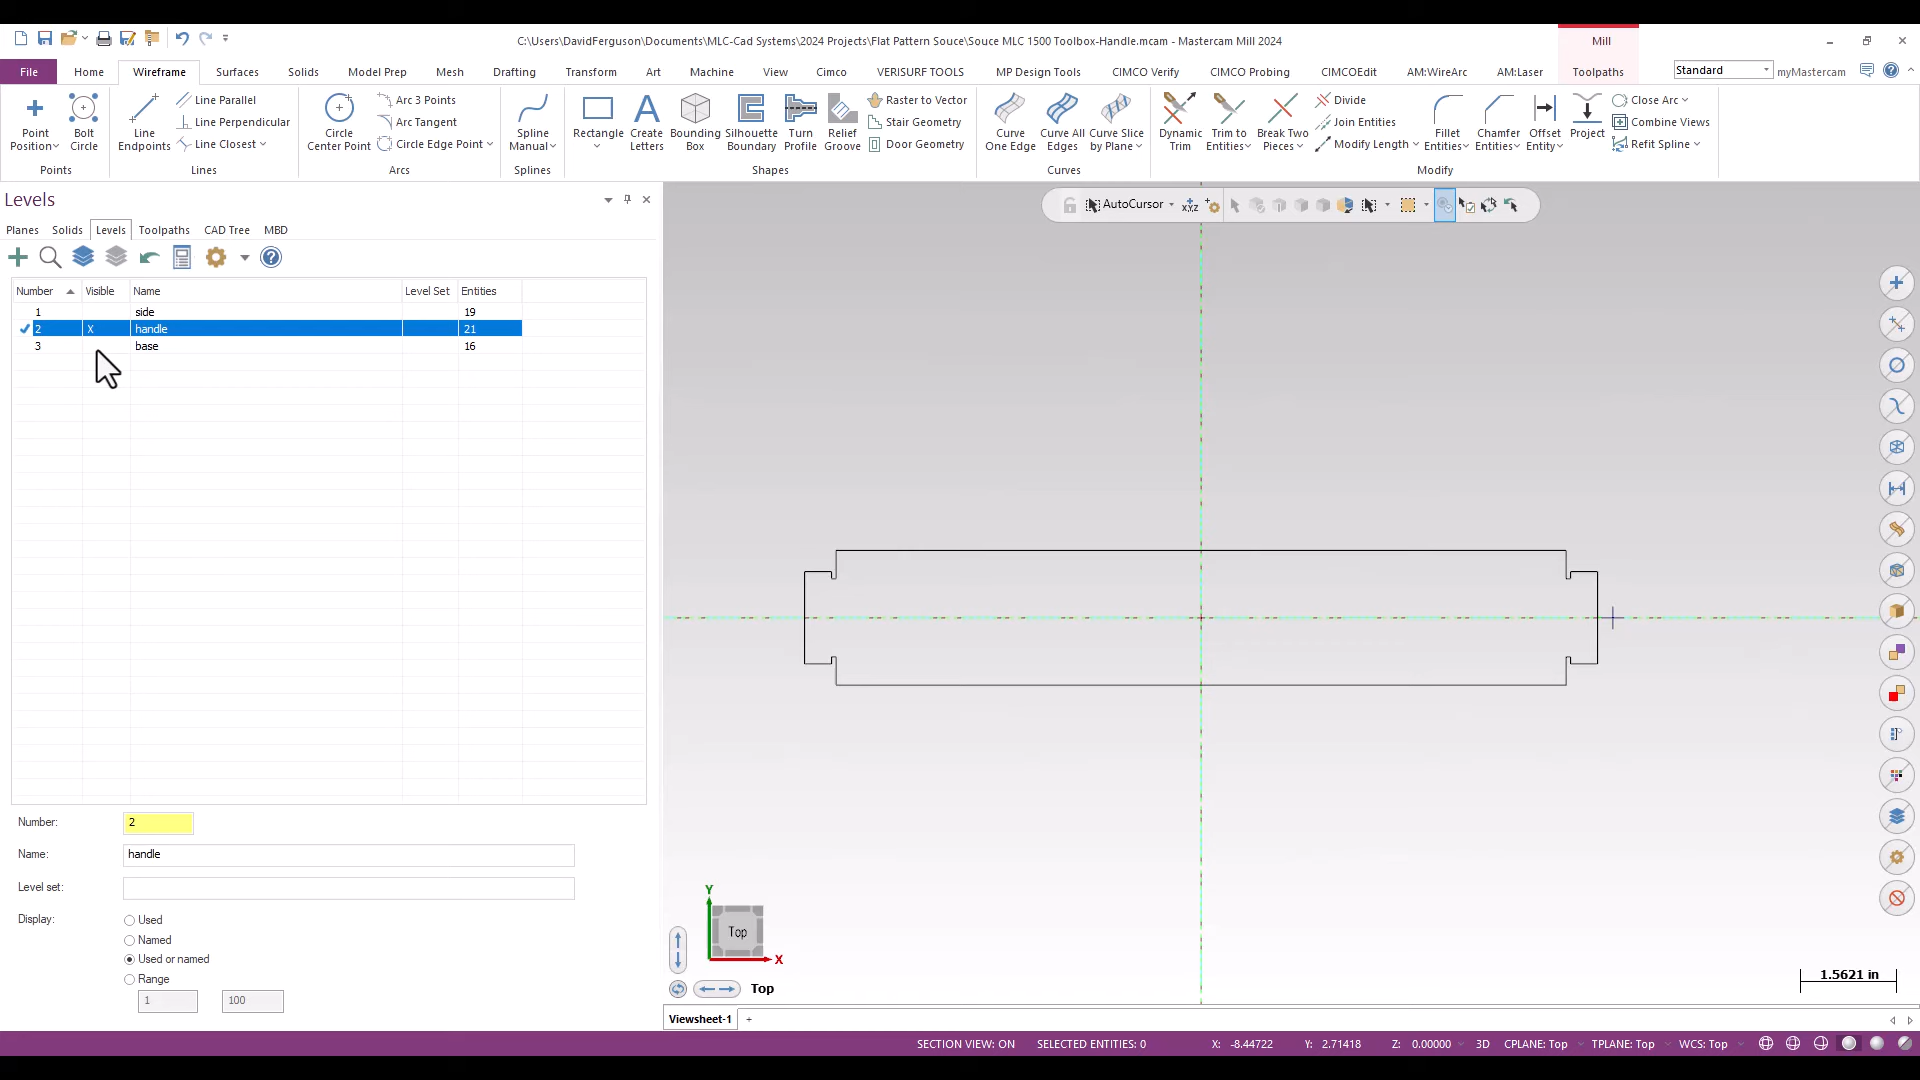 C:\Users\DavidFerguson\Documents\MLC-Cad Systems\2024 Projects\Flat Pattern Souce\Souce MLC 1500 Toolbox-Handle.mcam - Mastercam Mill 2024
Mill
File Home Wireframe Surfaces Solids Model Prep Mesh Drafting Transform Art Machine View Cimco VERISURF TOOLS MP Design Tools CIMCO Verify CIMCO Probing CIMCOEdit AM:WireArc AM:Laser Toolpaths Standard myMastercam
Point Position
Bolt Circle
Points
Line Endpoints
Line Parallel
Line Perpendicular
Line Closest
Lines
Circle Center Point
Arc 3 Points
Arc Tangent
Circle Edge Point
Arcs
Spline Manual
Splines
Rectangle
Create Letters
Bounding Box
Silhouette Boundary
Turn Profile
Relief Groove
Raster to Vector
Stair Geometry
Door Geometry
Shapes
Curve One Edge
Curve All Edges
Curve Slice by Plane
Curves
Dynamic Trim
Trim to Entities
Break Two Pieces
Divide
Join Entities
Modify Length
Fillet Entities
Chamfer Entities
Offset Entity
Project
Close Arc
Combine Views
Refit Spline
Modify
Levels
Planes Solids Levels Toolpaths CAD Tree MBD
Number Visible Name Level Set Entities
1 side 19
2 X handle 21
3 base 16
Number: 2
Name: handle
Level set:
Display: Used
Named
Used or named
Range
1 100
AutoCursor
XYZ
Y
Top
X
Top
1.5621 in
Viewsheet-1 +
SECTION VIEW: ON SELECTED ENTITIES: 0 X: -8.44722 Y: 2.71418 Z: 0.00000 3D CPLANE: Top TPLANE: Top WCS: Top